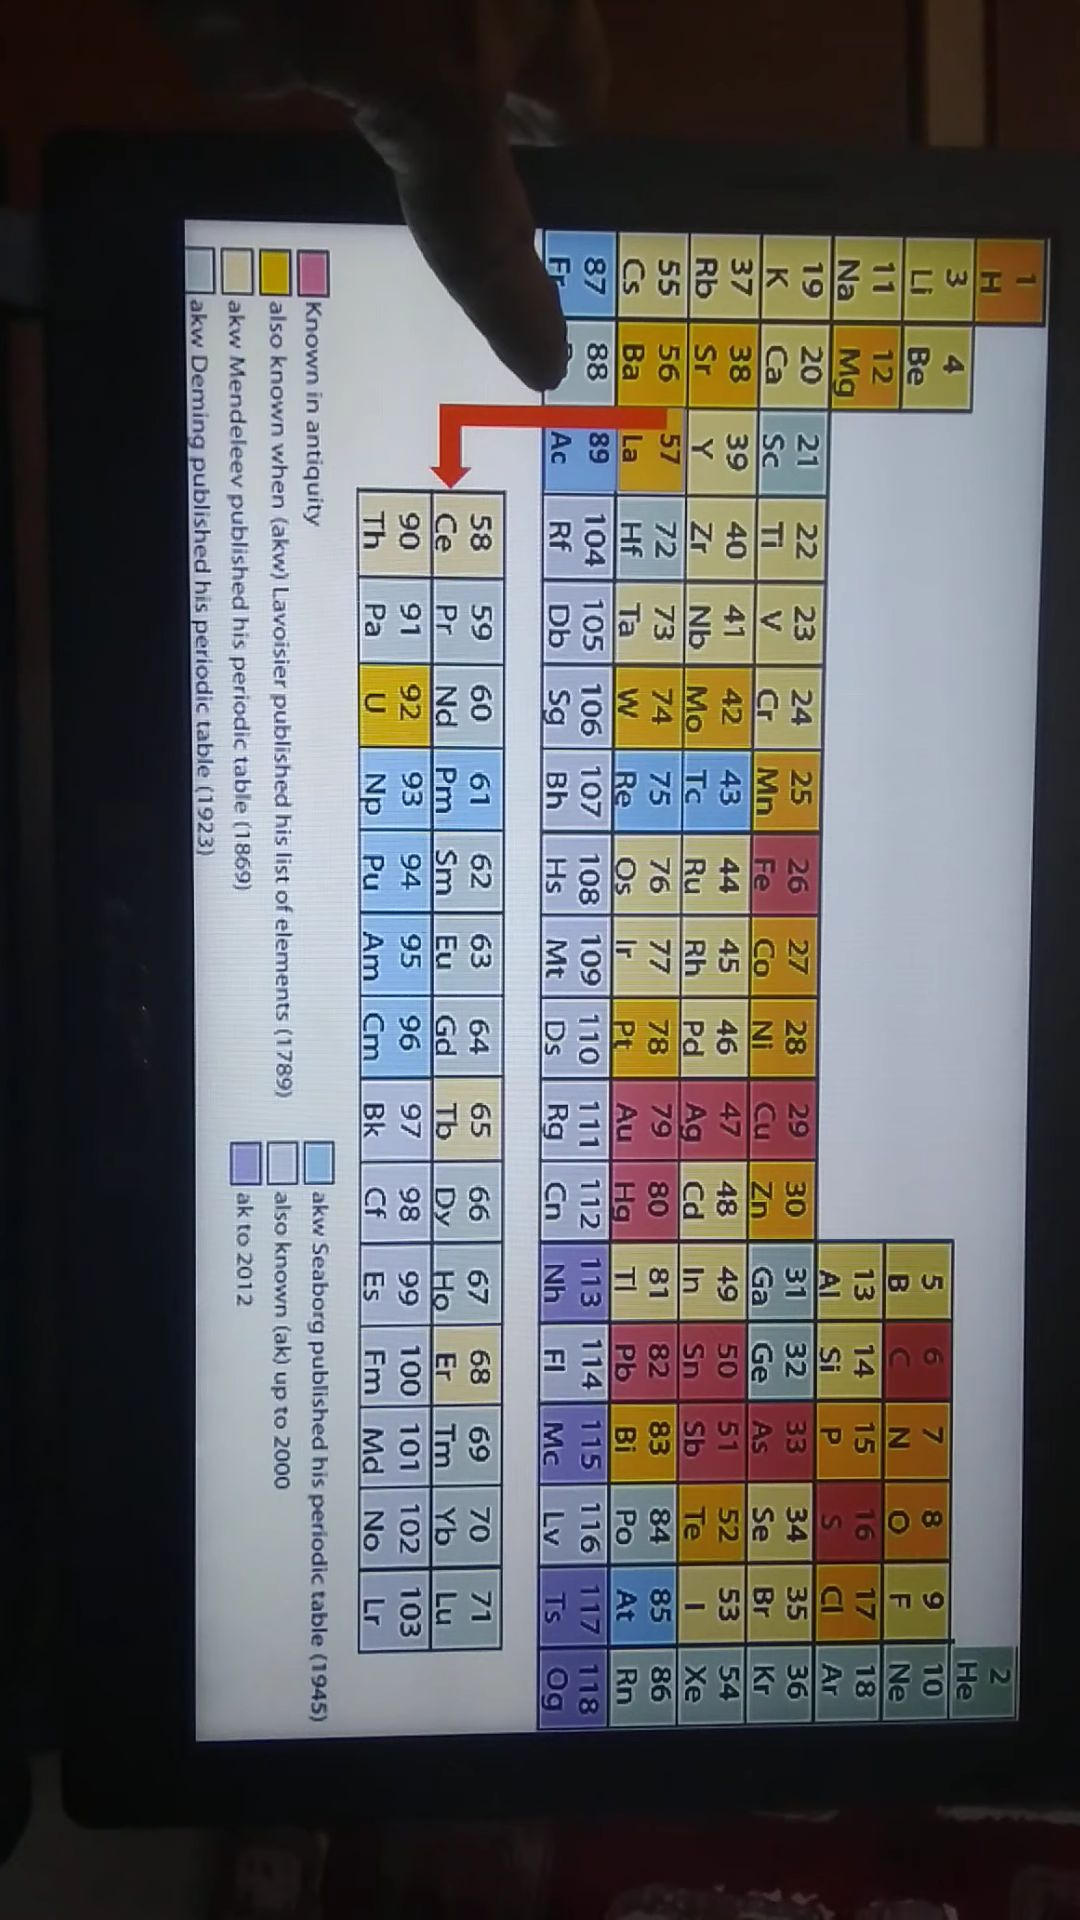 1 2
H He
3 4 5 6 7 8 9 10
Li Be B C N O F Ne
11 12 13 14 15 16 17 18
Na Mg Al Si P S Cl Ar
19 20 21 22 23 24 25 26 27 28 29 30 31 32 33 34 35 36
K Ca Sc Ti V Cr Mn Fe Co Ni Cu Zn Ga Ge As Se Br Kr
37 38 39 40 41 42 43 44 45 46 47 48 49 50 51 52 53 54
Rb Sr Y Zr Nb Mo Tc Ru Rh Pd Ag Cd In Sn Sb Te I Xe
55 56 57 72 73 74 75 76 77 78 79 80 81 82 83 84 85 86
Cs Ba La Hf Ta W Re Os Ir Pt Au Hg Tl Pb Bi Po At Rn
87 88 89 104 105 106 107 108 109 110 111 112 113 114 115 116 117 118
Fr Ac Rf Db Sg Bh Hs Mt Ds Rg Cn Nh Fl Mc Lv Ts Og
58 59 60 61 62 63 64 65 66 67 68 69 70 71
Ce Pr Nd Pm Sm Eu Gd Tb Dy Ho Er Tm Yb Lu
90 91 92 93 94 95 96 97 98 99 100 101 102 103
Th Pa U Np Pu Am Cm Bk Cf Es Fm Md No Lr
Known in antiquity
also known when (akw) Lavoisier published his list of elements (1789)
akw Mendeleev published his periodic table (1869)
akw Deming published his periodic table (1923)
akw Seaborg published his periodic table (1945)
also known (ak) up to 2000
ak to 2012